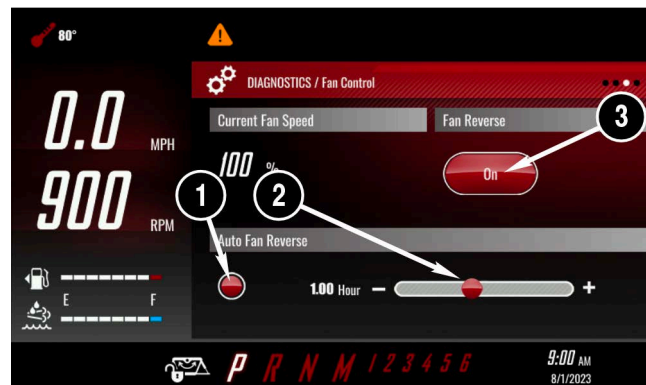 80°
DIAGNOSTICS / Fan Control
Current Fan Speed
Fan Reverse
3
0.0 MPH
100 %
On
1
2
900 RPM
Auto Fan Reverse
1.00 Hour - +
E F
P R N M 1 2 3 4 5 6
9:00 AM
8/1/2023